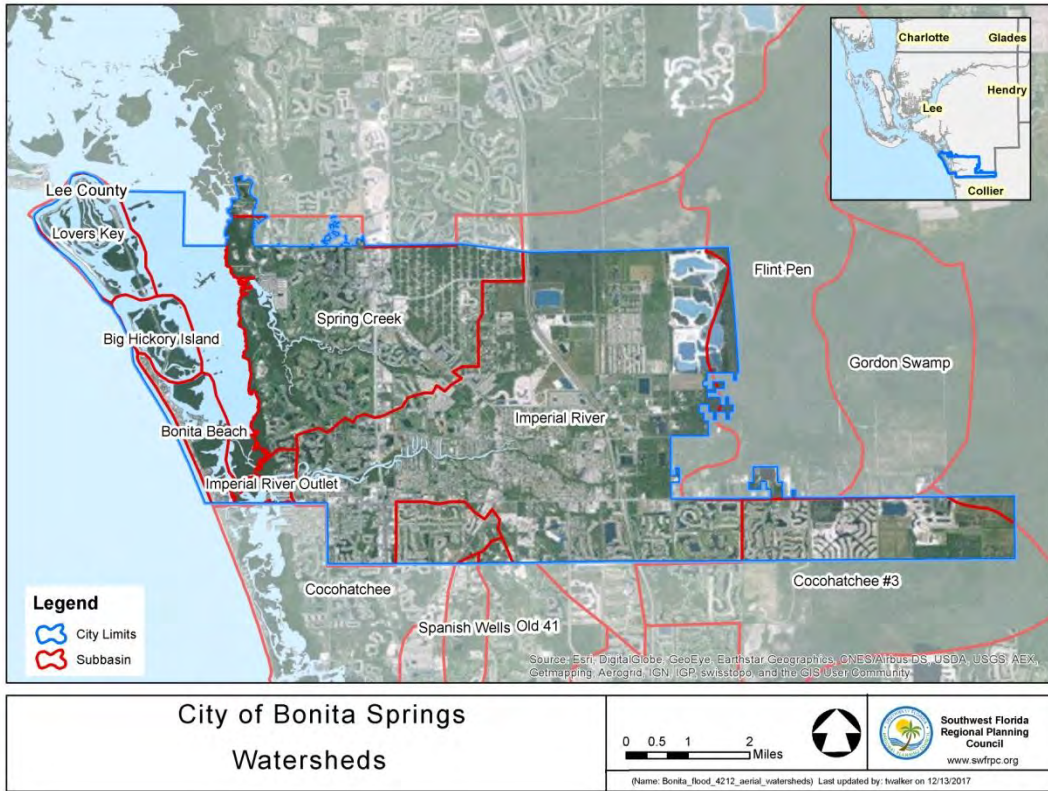 Charlotte
Glades
Hendry
Lee
Collier
Lee County
Lovers Key
Flint Pen
Spring Creek
Big Hickory Island
Gordon Swamp
Imperial River
Bonita Beach
Imperial River Outlet
Cocohatchee
Cocohatchee #3
Spanish Wells
Old 41
Legend
City Limits
Subbasin
Source: Esri, DigitalGlobe, GeoEye, Earthstar Geographics, CNES/Airbus DS, USDA, USGS, AEX,
Getmapping, Aerogrid, IGN, IGP, swisstopo, and the GIS User Community
City of Bonita Springs
Watersheds
0 0.5 1 2
Miles
Southwest Florida
Regional Planning
Council
www.swfrpc.org
(Name: Bonita_flood_4212_aerial_watersheds) Last updated by: twalker on 12/13/2017